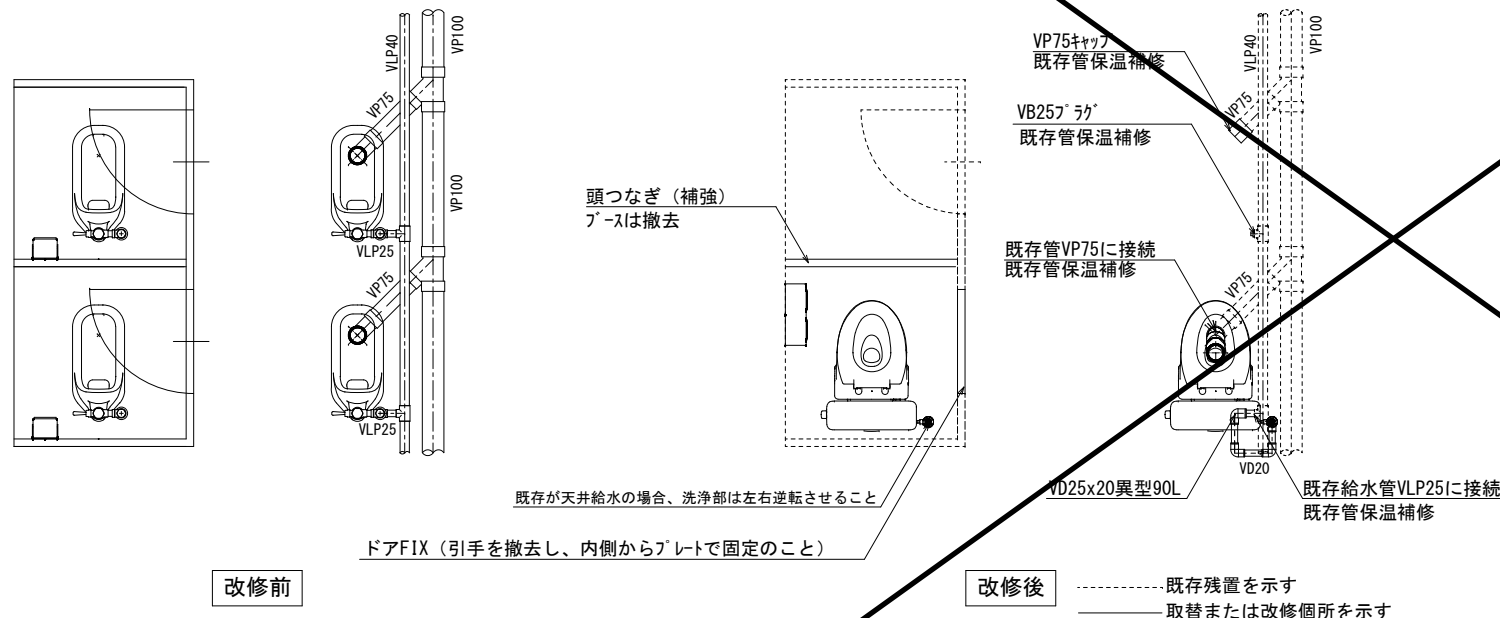 VLP40
VP100
VP75
VP100
VLP25
VP75
VLP25
改修前
頭つなぎ（補強）
ﾌﾞｰｽは撤去
既存が天井給水の場合、洗浄部は左右逆転させること
ドアFIX（引手を撤去し、内側からﾌﾟﾚｰﾄで固定のこと）
VP75ｷｬｯﾌﾟ
既存管保温補修
VLP40
VP100
VP75
VB25ﾌﾟﾗｸﾞ
既存管保温補修
既存管VP75に接続
既存管保温補修
VP75
VD20
VD25x20異型90L
既存給水管VLP25に接続
既存管保温補修
改修後
既存残置を示す
取替または改修個所を示す